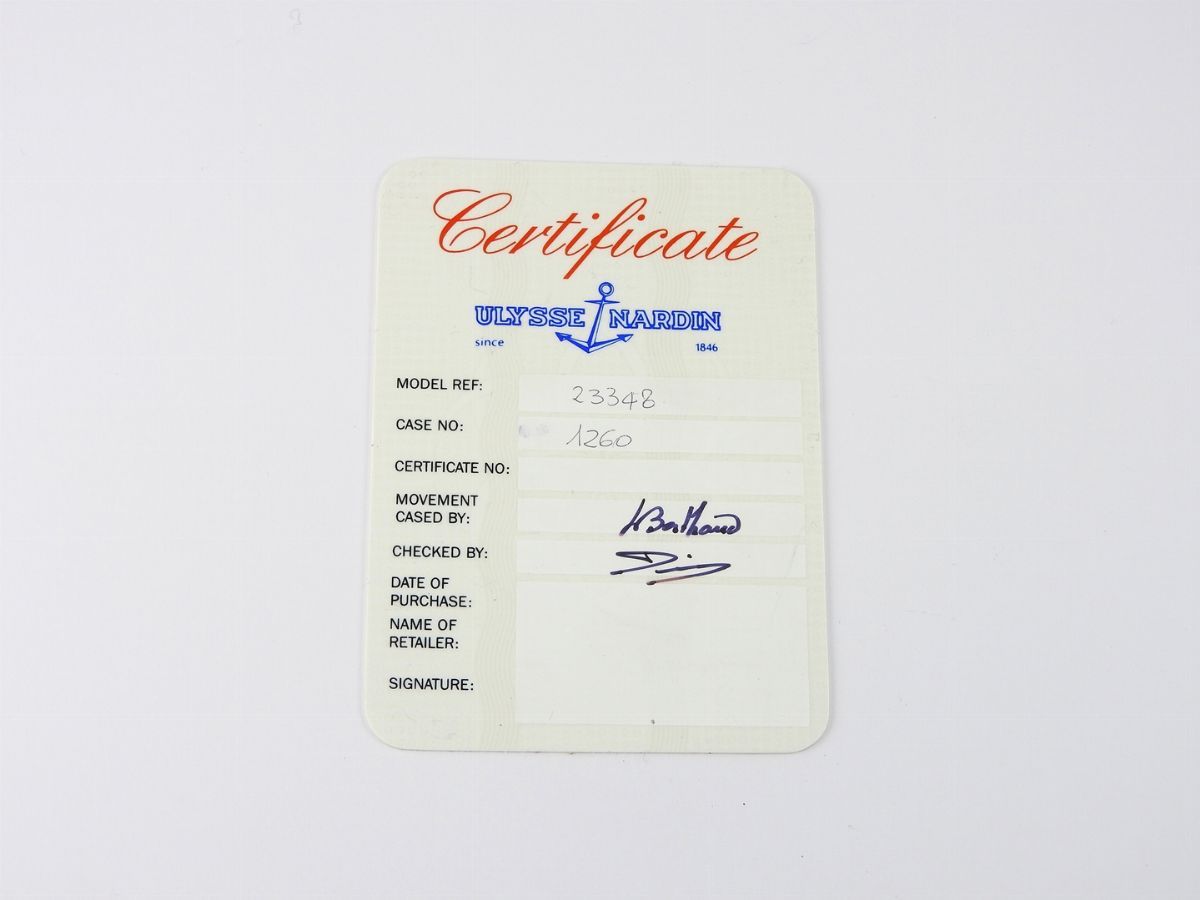 Certificate
ULYSSE NARDIN
since 1846
MODEL REF: 23348
CASE NO: 1260
CERTIFICATE NO:
MOVEMENT
CASED BY:
CHECKED BY:
DATE OF
PURCHASE:
NAME OF
RETAILER:
SIGNATURE: